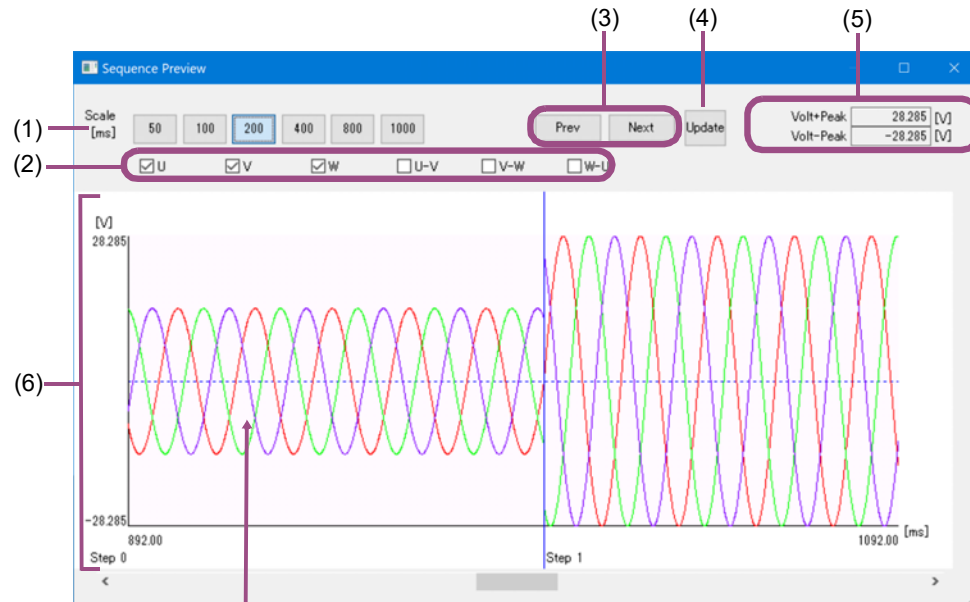 (3) (4) (5)
Sequence Preview
Scale
[ms]
(1)
50 100 200 400 800 1000
Prev Next Update
Volt+Peak 28.285 [V]
Volt-Peak -28.285 [V]
(2)
U V W U-V V-W W-U
[V]
28.285
(6)
-28.285
892.00 1092.00 [ms]
Step 0 Step 1